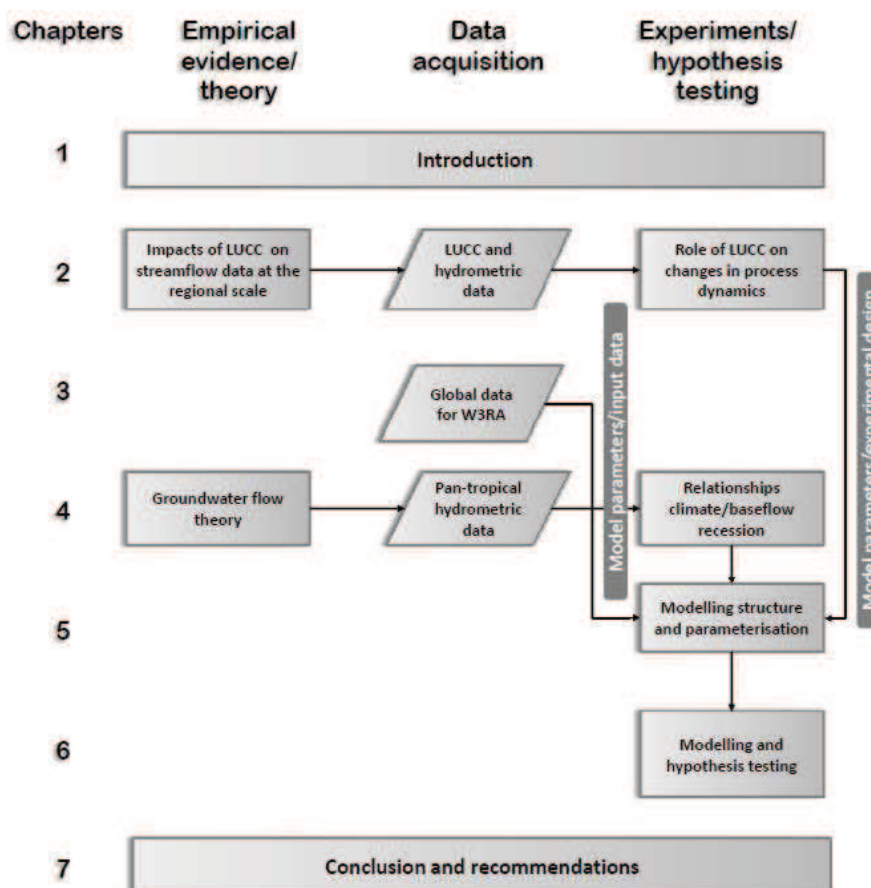 Chapters
Empirical
evidence/
theory
Data
acquisition
Experiments/
hypothesis
testing
1
Introduction
2
Impacts of LUCC on
streamflow data at the
regional scale
LUCC and
hydrometric
data
Role of LUCC on
changes in process
dynamics
3
Global data
for W3RA
Model parameters/input data
Model parameters/experimental design
4
Groundwater flow
theory
Pan-tropical
hydrometric
data
Relationships
climate/baseflow
recession
5
Modelling structure
and parameterisation
6
Modelling and
hypothesis testing
7
Conclusion and recommendations